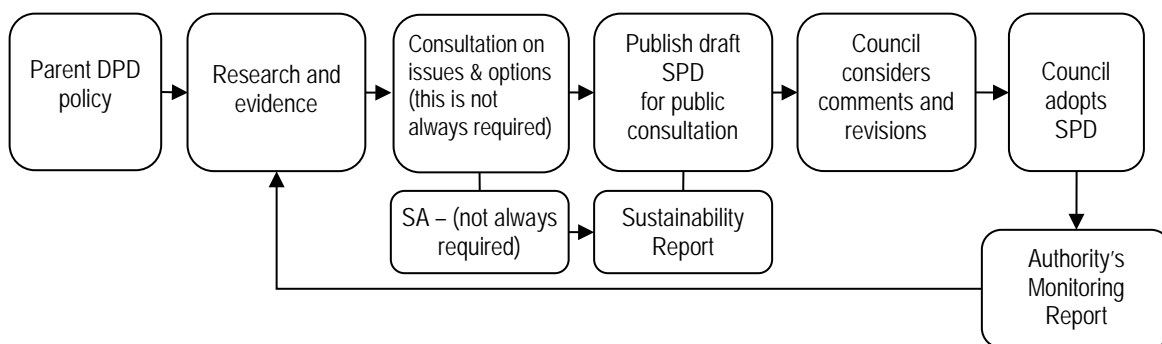 Parent DPD
policy
Research and
evidence
Consultation on
issues & options
(this is not
always required)
Publish draft
SPD
for public
consultation
Council
considers
comments and
revisions
Council
adopts
SPD
SA – (not always
required)
Sustainability
Report
Authority's
Monitoring
Report